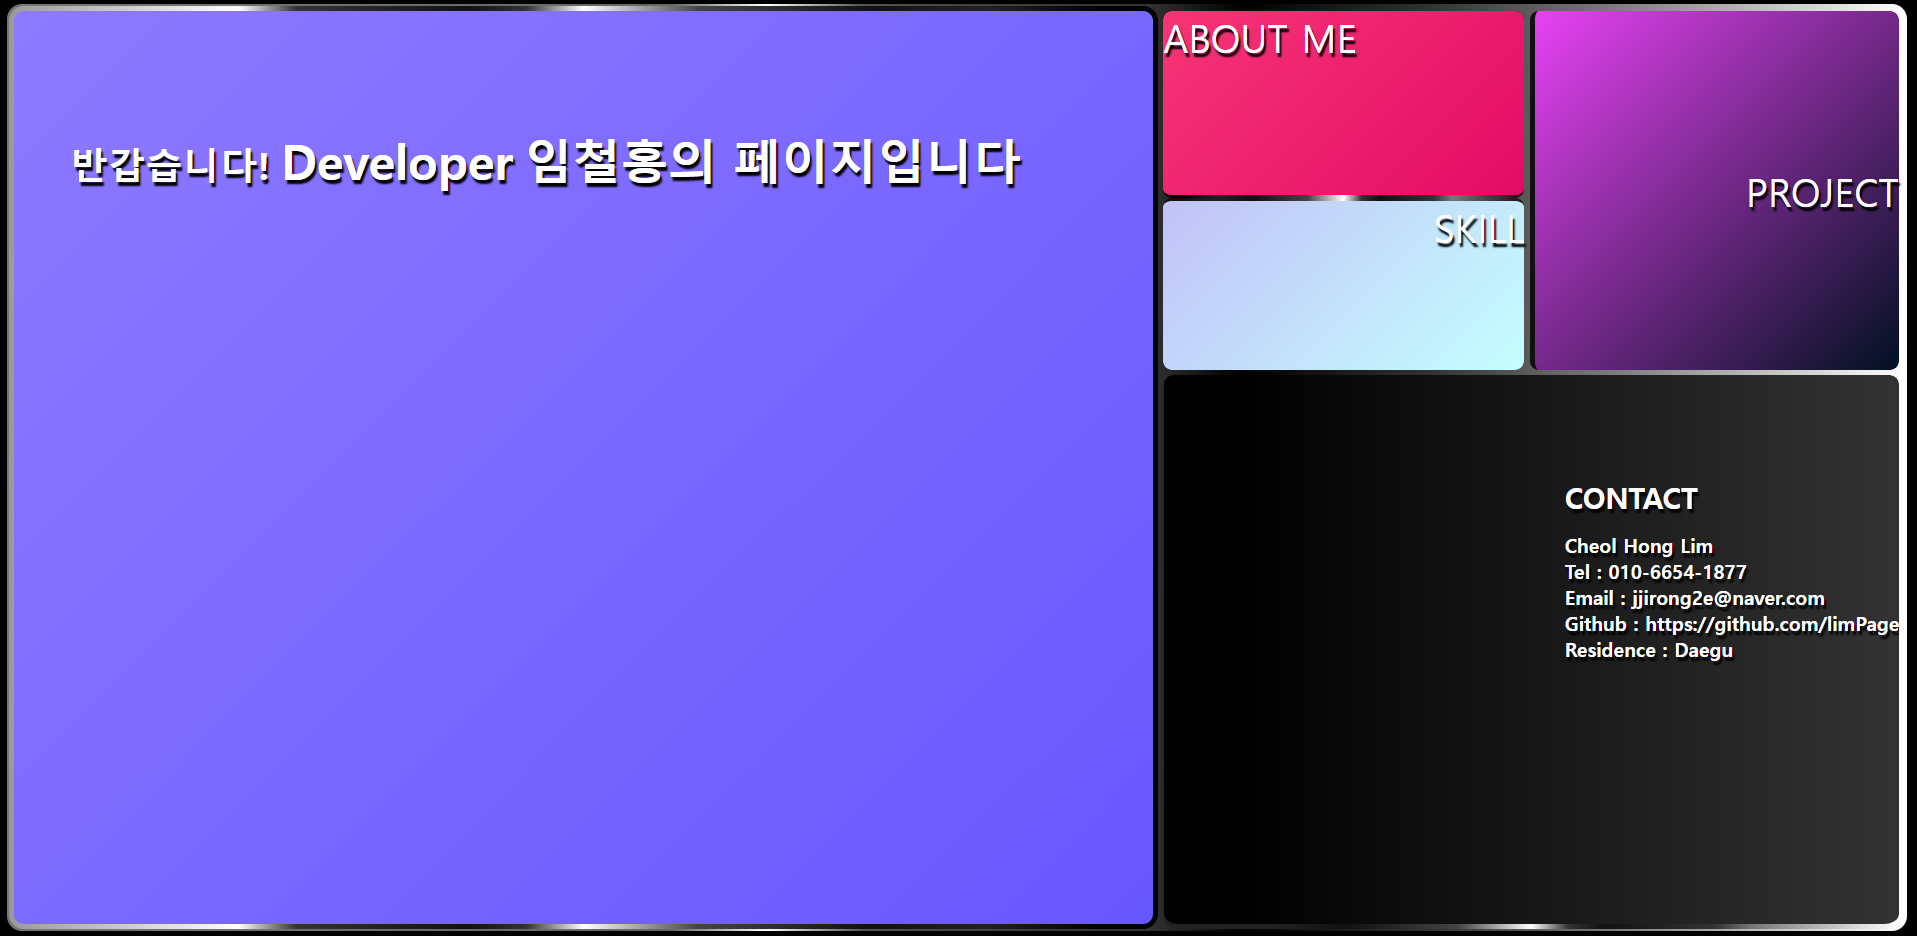 반갑습니다! Developer 임철홍의 페이지입니다
ABOUT ME
SKILL
PROJECT
CONTACT
Cheol Hong Lim
Tel : 010-6654-1877
Email : jjirong2e@naver.com
Github : https://github.com/limPage
Residence : Daegu